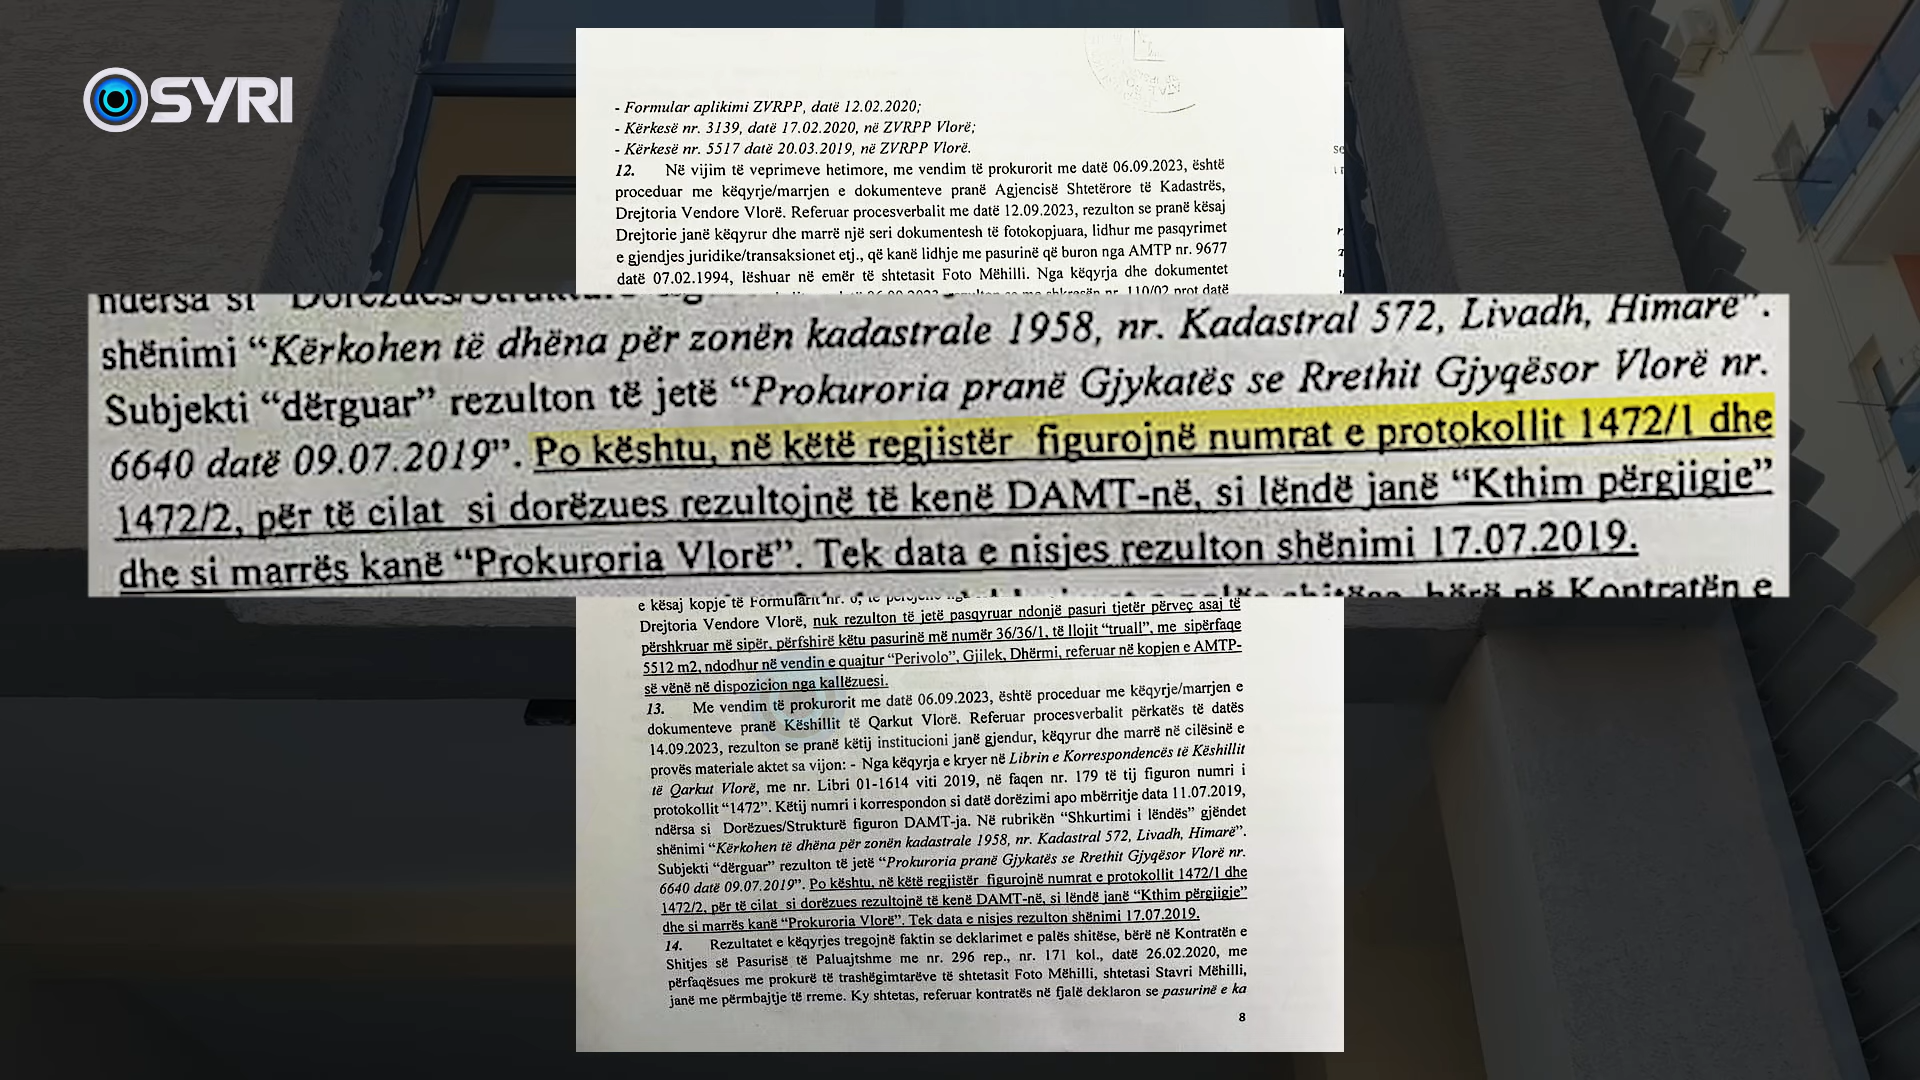 SYRI
- Formular aplikimi ZVRPP, datë 12.02.2020;
- Kërkesë nr. 3139, datë 17.02.2020, në ZVRPP Vlorë;
- Kërkesë nr. 5517 datë 20.03.2019, në ZVRPP Vlorë.
12. Në vijim të veprimeve hetimore, me vendim të prokurorit me datë 06.09.2023, është
proceduar me këqyrje/marrjen e dokumenteve pranë Agjencisë Shtetërore të Kadastrës,
Drejtoria Vendore Vlorë. Referuar procesverbalit me datë 12.09.2023, rezulton se pranë kësaj
Drejtorie janë këqyrur dhe marrë një seri dokumentesh të fotokopjuara, lidhur me pasqyrimet
e gjendjes juridike/transaksionet etj., që kanë lidhje me pasurinë që buron nga AMTP nr. 9677
datë 07.02.1994, lëshuar në emër të shtetasit Foto Mëhilli. Nga këqyrja dhe dokumentet
ndërsa si
shënimi “Kërkohen të dhëna për zonën kadastrale 1958, nr. Kadastral 572, Livadh, Himarë”.
Subjekti “dërguar” rezulton të jetë “Prokuroria pranë Gjykatës se Rrethit Gjyqësor Vlorë nr.
6640 datë 09.07.2019”. Po kështu, në këtë regjistër figurojnë numrat e protokollit 1472/1 dhe
1472/2, për të cilat si dorëzues rezultojnë të kenë DAMT-në, si lëndë janë “Kthim përgjigje”
dhe si marrës kanë “Prokuroria Vlorë”. Tek data e nisjes rezulton shënimi 17.07.2019.
bërë në Kontratën e
e kësaj kopje të Formularit nr.
Drejtoria Vendore Vlorë, nuk rezulton të jetë pasqyruar ndonjë pasuri tjetër përveç asaj të
përshkruar më sipër, përfshirë këtu pasurinë më numër 36/36/1, të llojit “truall”, me sipërfaqe
5512 m2, ndodhur në vendin e quajtur “Perivolo”, Gjilek, Dhërmi, referuar në kopjen e AMTP-
së vënë në dispozicion nga kallëzuesi.
13. Me vendim të prokurorit me datë 06.09.2023, është proceduar me këqyrje/marrjen e
dokumenteve pranë Këshillit të Qarkut Vlorë. Referuar procesverbalit përkatës të datës
14.09.2023, rezulton se pranë këtij institucioni janë gjendur, këqyrur dhe marrë në cilësinë e
provës materiale aktet sa vijon: - Nga këqyrja e kryer në Librin e Korrespondencës të Këshillit
të Qarkut Vlorë, me nr. Libri 01-1614 viti 2019, në faqen nr. 179 të tij figuron numri i
protokollit “1472”. Këtij numri i korrespondon si datë dorëzimi apo mbërritje data 11.07.2019,
ndërsa si Dorëzues/Strukturë figuron DAMT-ja. Në rubrikën “Shkurtimi i lëndës” gjëndet
shënimi “Kërkohen të dhëna për zonën kadastrale 1958, nr. Kadastral 572, Livadh, Himarë”.
Subjekti “dërguar” rezulton të jetë “Prokuroria pranë Gjykatës se Rrethit Gjyqësor Vlorë nr.
6640 datë 09.07.2019”. Po kështu, në këtë regjistër figurojnë numrat e protokollit 1472/1 dhe
1472/2, për të cilat si dorëzues rezultojnë të kenë DAMT-në, si lëndë janë “Kthim përgjigje”
dhe si marrës kanë “Prokuroria Vlorë”. Tek data e nisjes rezulton shënimi 17.07.2019.
14. Rezultatet e këqyrjes tregojnë faktin se deklarimet e palës shitëse, bërë në Kontratën e
Shitjes së Pasurisë të Paluajtshme me nr. 296 rep., nr. 171 kol., datë 26.02.2020, me
përfaqësues me prokurë të trashëgimtarëve të shtetasit Foto Mëhilli, shtetasi Stavri Mëhilli,
janë me përmbajtje të rreme. Ky shtetas, referuar kontratës në fjalë deklaron se pasurinë e ka
8